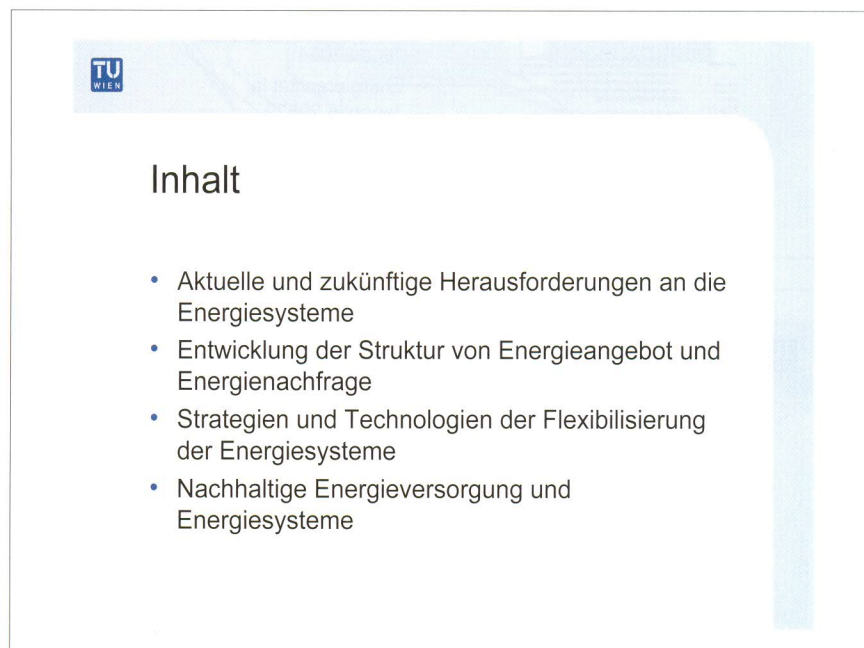 TU
WIEN
Inhalt
• Aktuelle und zukünftige Herausforderungen an die
Energiesysteme
• Entwicklung der Struktur von Energieangebot und
Energienachfrage
• Strategien und Technologien der Flexibilisierung
der Energiesysteme
• Nachhaltige Energieversorgung und
Energiesysteme